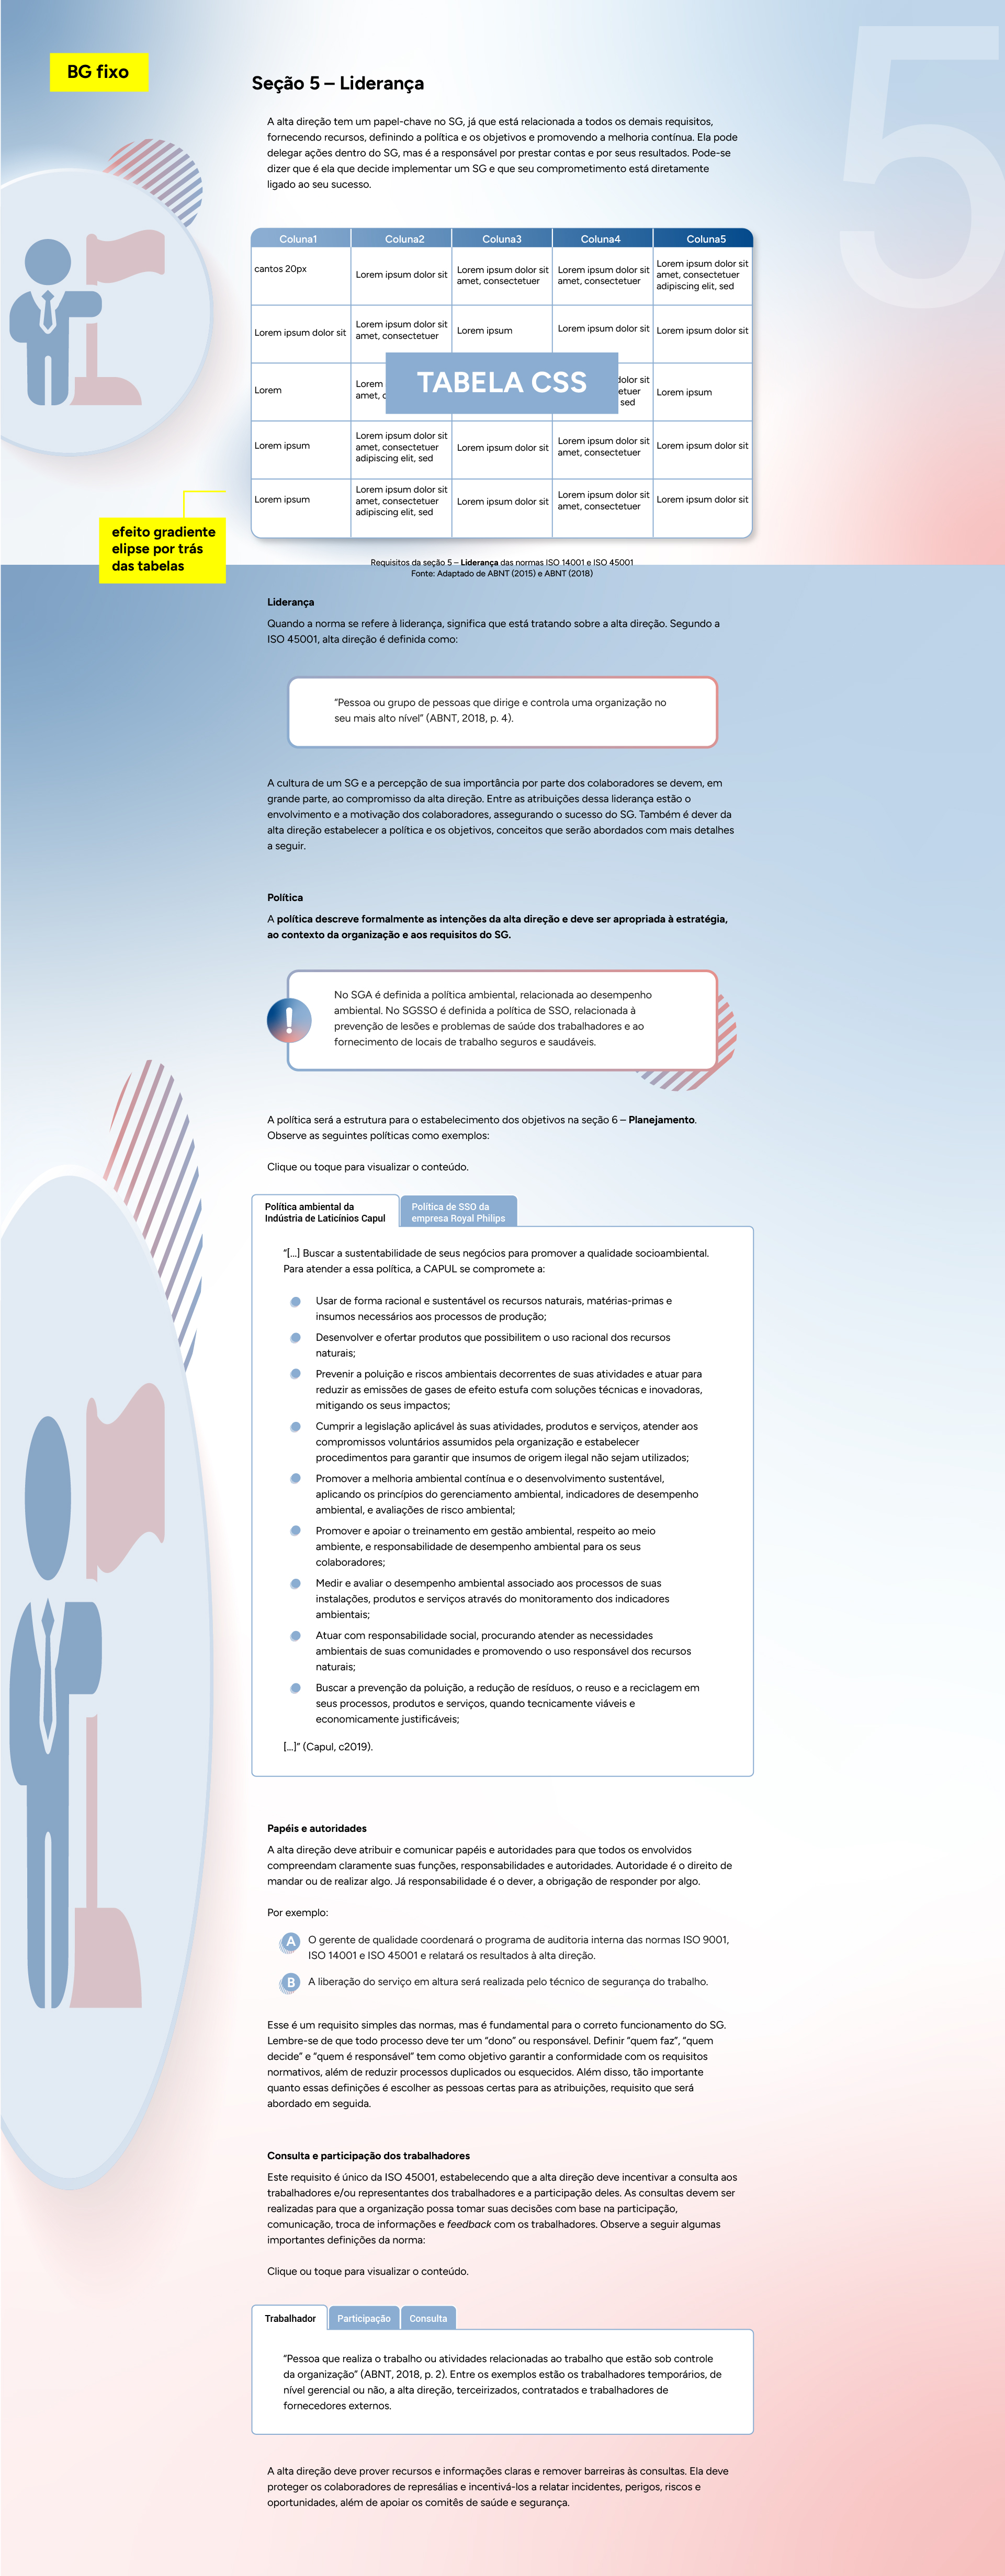 BG fixo
5
Seção 5 – Liderança
A alta direção tem um papel-chave no SG, já que está relacionada a todos os demais requisitos,
fornecendo recursos, definindo a política e os objetivos e promovendo a melhoria contínua. Ela pode
delegar ações dentro do SG, mas é a responsável por prestar contas e por seus resultados. Pode-se
dizer que é ela que decide implementar um SG e que seu comprometimento está diretamente
ligado ao seu sucesso.
Coluna1 Coluna2 Coluna3 Coluna4 Coluna5
cantos 20px
Lorem ipsum dolor sit
Lorem ipsum dolor sit
amet, consectetuer
Lorem ipsum dolor sit
amet, consectetuer
Lorem ipsum dolor sit
amet, consectetuer
adipiscing elit, sed
Lorem ipsum dolor sit
Lorem ipsum dolor sit
amet, consectetuer
Lorem ipsum
Lorem ipsum dolor sit
Lorem ipsum dolor sit
Lorem
Lorem
amet,
TABELA CSS
dolor sit
etuer
sed
Lorem ipsum
Lorem ipsum
Lorem ipsum dolor sit
amet, consectetuer
adipiscing elit, sed
Lorem ipsum dolor sit
Lorem ipsum dolor sit
amet, consectetuer
Lorem ipsum dolor sit
Lorem ipsum
Lorem ipsum dolor sit
amet, consectetuer
adipiscing elit, sed
Lorem ipsum dolor sit
Lorem ipsum dolor sit
amet, consectetuer
Lorem ipsum dolor sit
efeito gradiente
elipse por trás
das tabelas
Requisitos da seção 5 – Liderança das normas ISO 14001 e ISO 45001
Fonte: Adaptado de ABNT (2015) e ABNT (2018)
Liderança
Quando a norma se refere à liderança, significa que está tratando sobre a alta direção. Segundo a
ISO 45001, alta direção é definida como:
“Pessoa ou grupo de pessoas que dirige e controla uma organização no
seu mais alto nível” (ABNT, 2018, p. 4).
A cultura de um SG e a percepção de sua importância por parte dos colaboradores se devem, em
grande parte, ao compromisso da alta direção. Entre as atribuições dessa liderança estão o
envolvimento e a motivação dos colaboradores, assegurando o sucesso do SG. Também é dever da
alta direção estabelecer a política e os objetivos, conceitos que serão abordados com mais detalhes
a seguir.
Política
A política descreve formalmente as intenções da alta direção e deve ser apropriada à estratégia,
ao contexto da organização e aos requisitos do SG.
!
No SGA é definida a política ambiental, relacionada ao desempenho
ambiental. No SGSSO é definida a política de SSO, relacionada à
prevenção de lesões e problemas de saúde dos trabalhadores e ao
fornecimento de locais de trabalho seguros e saudáveis.
A política será a estrutura para o estabelecimento dos objetivos na seção 6 – Planejamento.
Observe as seguintes políticas como exemplos:
Clique ou toque para visualizar o conteúdo.
Política ambiental da
Indústria de Laticínios Capul
Política de SSO da
empresa Royal Philips
“[...] Buscar a sustentabilidade de seus negócios para promover a qualidade socioambiental.
Para atender a essa política, a CAPUL se compromete a:
Usar de forma racional e sustentável os recursos naturais, matérias-primas e
insumos necessários aos processos de produção;
Desenvolver e ofertar produtos que possibilitem o uso racional dos recursos
naturais;
Prevenir a poluição e riscos ambientais decorrentes de suas atividades e atuar para
reduzir as emissões de gases de efeito estufa com soluções técnicas e inovadoras,
mitigando os seus impactos;
Cumprir a legislação aplicável às suas atividades, produtos e serviços, atender aos
compromissos voluntários assumidos pela organização e estabelecer
procedimentos para garantir que insumos de origem ilegal não sejam utilizados;
Promover a melhoria ambiental contínua e o desenvolvimento sustentável,
aplicando os princípios do gerenciamento ambiental, indicadores de desempenho
ambiental, e avaliações de risco ambiental;
Promover e apoiar o treinamento em gestão ambiental, respeito ao meio
ambiente, e responsabilidade de desempenho ambiental para os seus
colaboradores;
Medir e avaliar o desempenho ambiental associado aos processos de suas
instalações, produtos e serviços através do monitoramento dos indicadores
ambientais;
Atuar com responsabilidade social, procurando atender as necessidades
ambientais de suas comunidades e promovendo o uso responsável dos recursos
naturais;
Buscar a prevenção da poluição, a redução de resíduos, o reuso e a reciclagem em
seus processos, produtos e serviços, quando tecnicamente viáveis e
economicamente justificáveis;
[...]” (Capul, c2019).
Papéis e autoridades
A alta direção deve atribuir e comunicar papéis e autoridades para que todos os envolvidos
compreendam claramente suas funções, responsabilidades e autoridades. Autoridade é o direito de
mandar ou de realizar algo. Já responsabilidade é o dever, a obrigação de responder por algo.
Por exemplo:
A O gerente de qualidade coordenará o programa de auditoria interna das normas ISO 9001,
ISO 14001 e ISO 45001 e relatará os resultados à alta direção.
B A liberação do serviço em altura será realizada pelo técnico de segurança do trabalho.
Esse é um requisito simples das normas, mas é fundamental para o correto funcionamento do SG.
Lembre-se de que todo processo deve ter um “dono” ou responsável. Definir “quem faz”, “quem
decide” e “quem é responsável” tem como objetivo garantir a conformidade com os requisitos
normativos, além de reduzir processos duplicados ou esquecidos. Além disso, tão importante
quanto essas definições é escolher as pessoas certas para as atribuições, requisito que será
abordado em seguida.
Consulta e participação dos trabalhadores
Este requisito é único da ISO 45001, estabelecendo que a alta direção deve incentivar a consulta aos
trabalhadores e/ou representantes dos trabalhadores e a participação deles. As consultas devem ser
realizadas para que a organização possa tomar suas decisões com base na participação,
comunicação, troca de informações e feedback com os trabalhadores. Observe a seguir algumas
importantes definições da norma:
Clique ou toque para visualizar o conteúdo.
Trabalhador Participação Consulta
“Pessoa que realiza o trabalho ou atividades relacionadas ao trabalho que estão sob controle
da organização” (ABNT, 2018, p. 2). Entre os exemplos estão os trabalhadores temporários, de
nível gerencial ou não, a alta direção, terceirizados, contratados e trabalhadores de
fornecedores externos.
A alta direção deve prover recursos e informações claras e remover barreiras às consultas. Ela deve
proteger os colaboradores de represálias e incentivá-los a relatar incidentes, perigos, riscos e
oportunidades, além de apoiar os comitês de saúde e segurança.